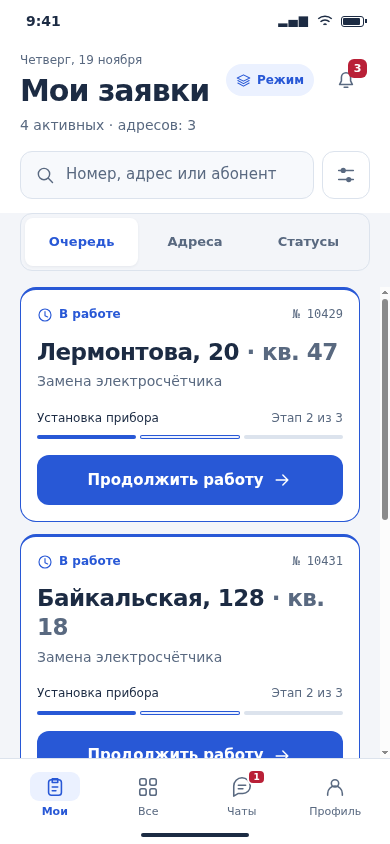 9:41
Четверг, 19 ноября
Мои заявки
Режим
3
4 активных · адресов: 3
Номер, адрес или абонент
Очередь
Адреса
Статусы
В работе
№ 10429
Лермонтова, 20 · кв. 47
Замена электросчётчика
Установка прибора
Этап 2 из 3
Продолжить работу →
В работе
№ 10431
Байкальская, 128 · кв.
18
Замена электросчётчика
Установка прибора
Этап 2 из 3
Продолжить работу →
Мои
Все
1
Чаты
Профиль